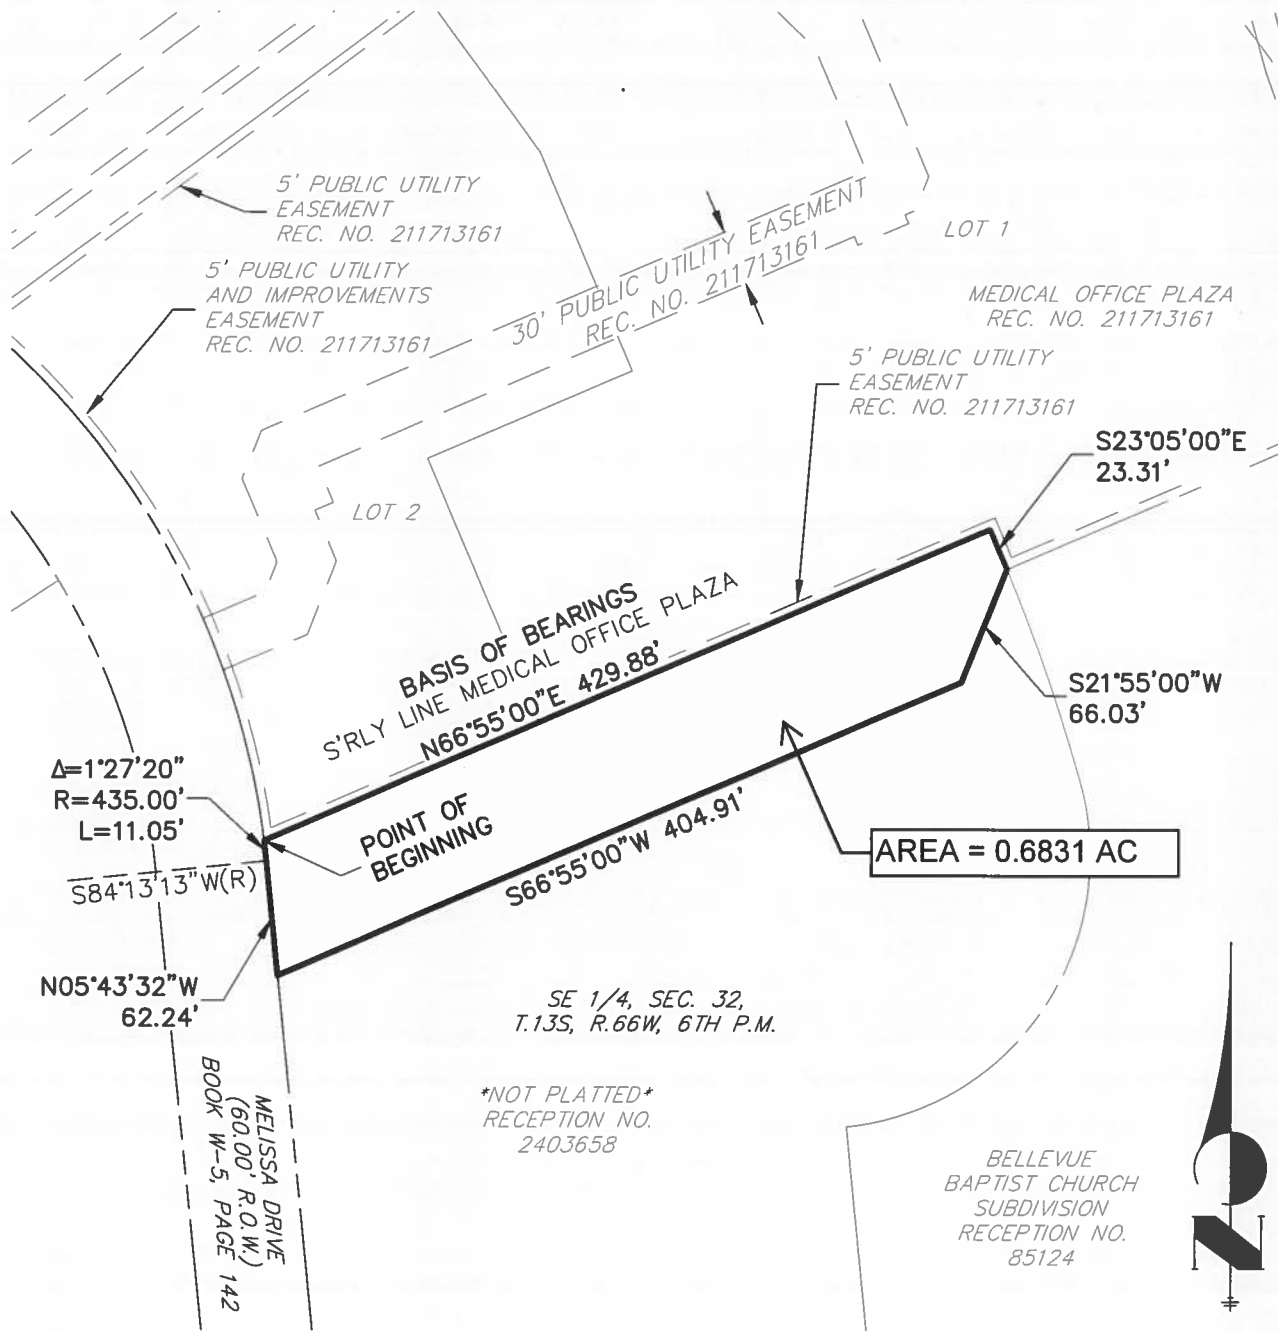 5' PUBLIC UTILITY
EASEMENT
REC. NO. 211713161
5' PUBLIC UTILITY
AND IMPROVEMENTS
EASEMENT
REC. NO. 211713161
30' PUBLIC UTILITY EASEMENT
REC. NO. 211713161
LOT 1
MEDICAL OFFICE PLAZA
REC. NO. 211713161
5' PUBLIC UTILITY
EASEMENT
REC. NO. 211713161
S23°05'00"E
23.31'
LOT 2
BASIS OF BEARINGS
S'RLY LINE MEDICAL OFFICE PLAZA
N66°55'00"E 429.88'
S21°55'00"W
66.03'
Δ=1°27'20"
R=435.00'
L=11.05'
POINT OF
BEGINNING
S66°55'00"W 404.91'
AREA = 0.6831 AC
S84°13'13"W(R)
N05°43'32"W
62.24'
SE 1/4, SEC. 32,
T.13S, R.66W, 6TH P.M.
*NOT PLATTED*
RECEPTION NO.
2403658
MELISSA DRIVE
(60.00' R.O.W.)
BOOK W-5, PAGE 142
BELLEVUE
BAPTIST CHURCH
SUBDIVISION
RECEPTION NO.
85124
N